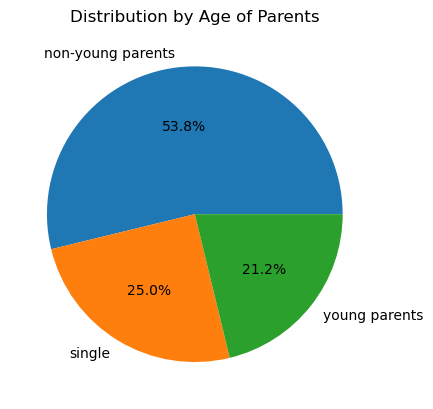 Distribution by Age of Parents
non-young parents
53.8%
21.2%
25.0%
young parents
single